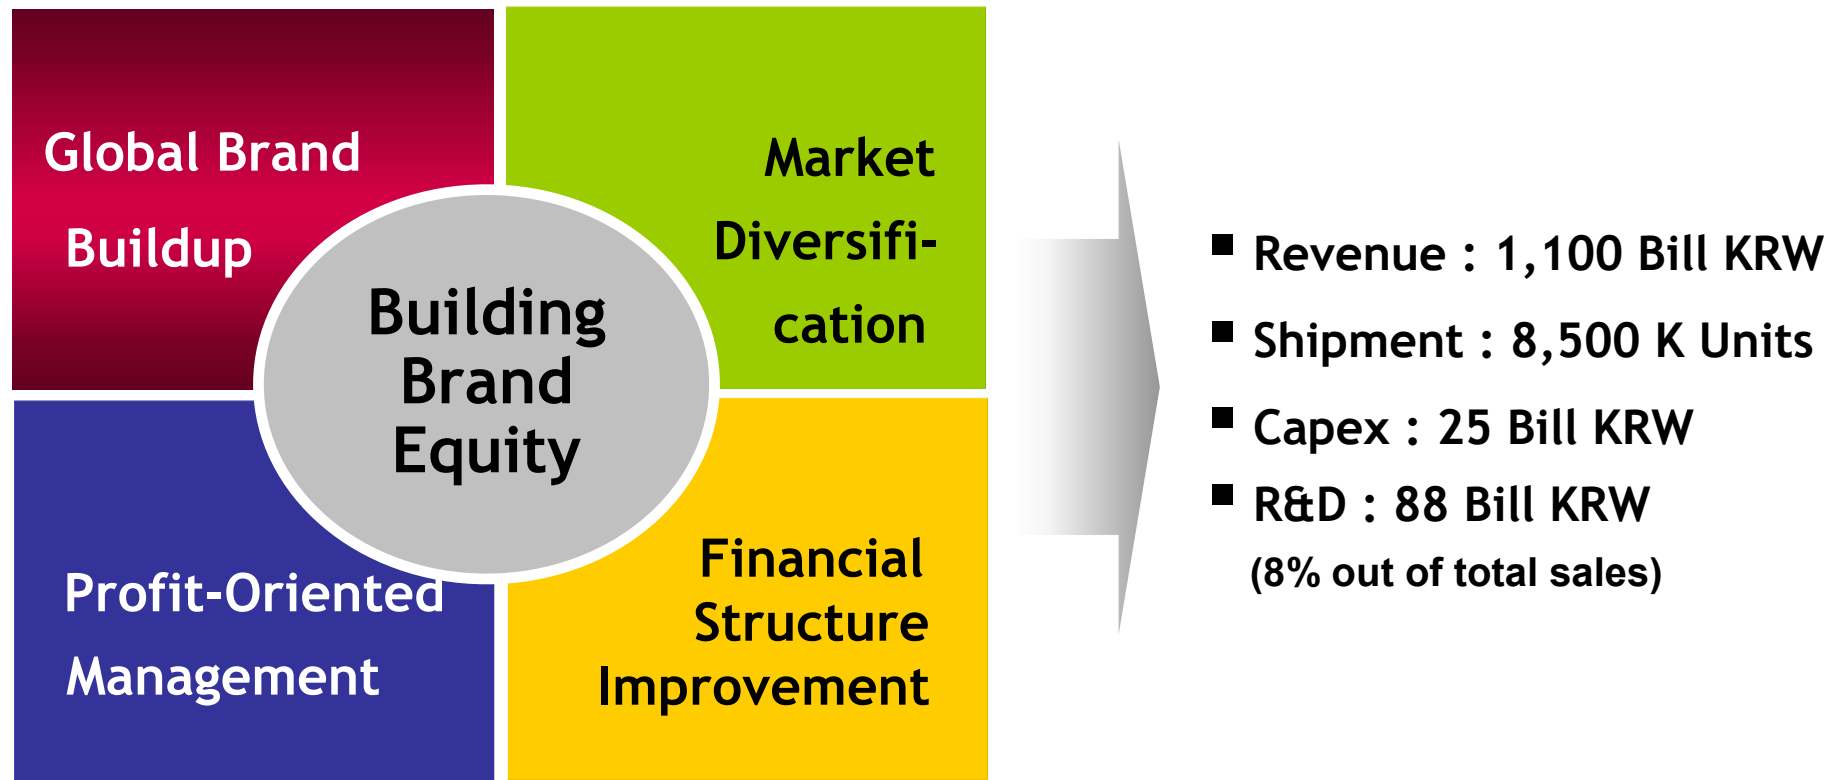 Global Brand
Buildup
Market
Diversifi-
cation
Building
Brand
Equity
Profit-Oriented
Management
Financial
Structure
Improvement
▪ Revenue : 1,100 Bill KRW
▪ Shipment : 8,500 K Units
▪ Capex : 25 Bill KRW
▪ R&D : 88 Bill KRW
(8% out of total sales)